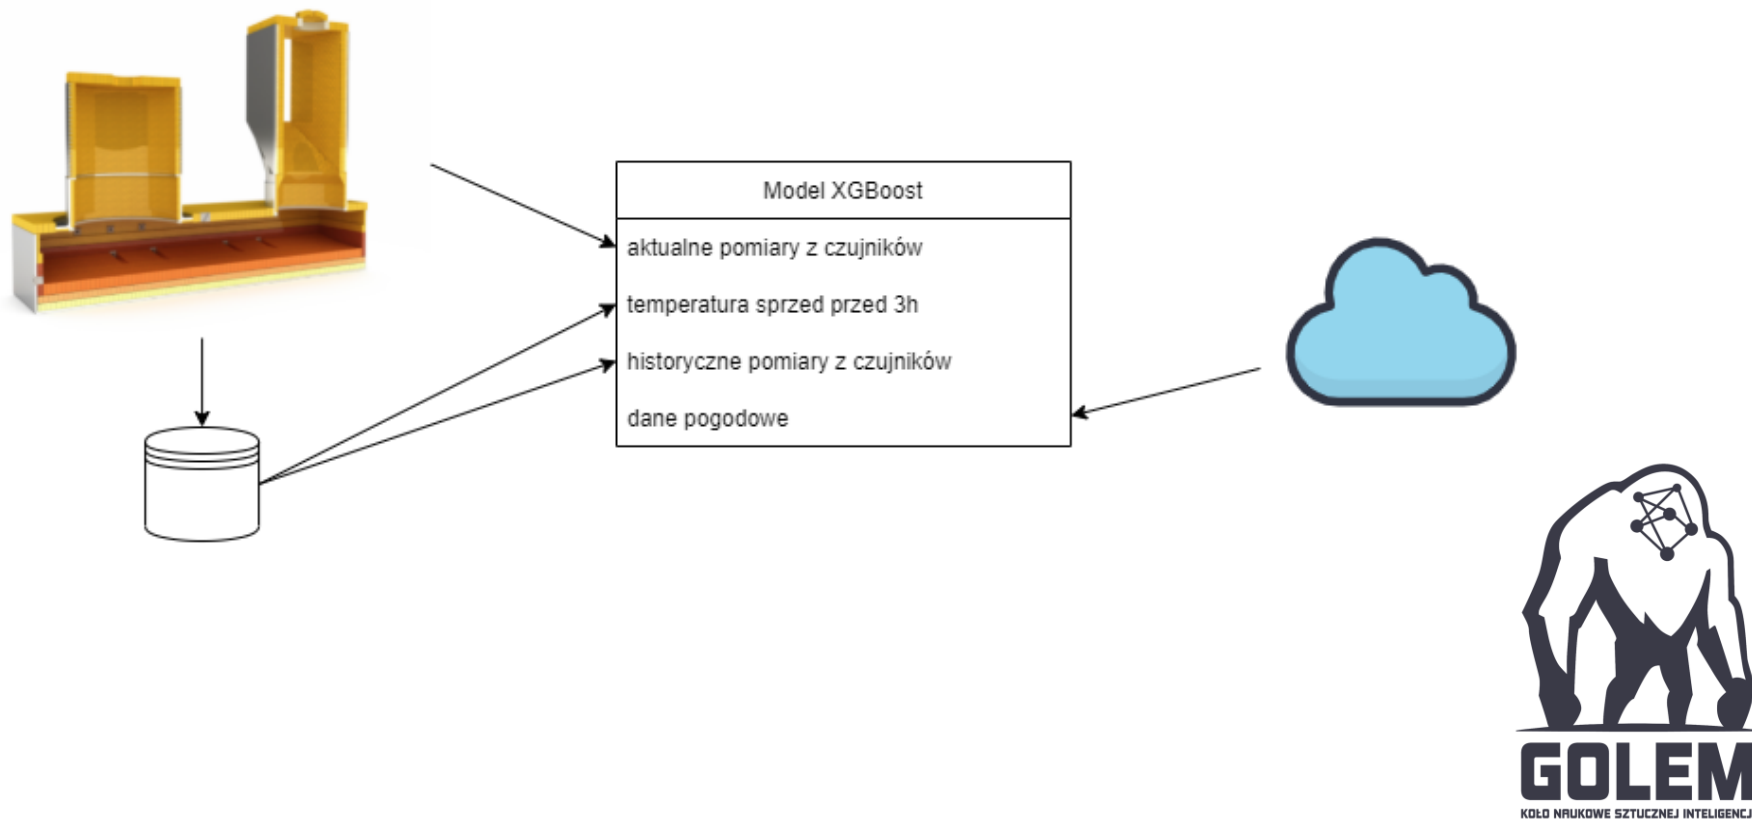 Model XGBoost
aktualne pomiary z czujników
temperatura sprzed przed 3h
historyczne pomiary z czujników
dane pogodowe
GOLEM
KOŁO NAUKOWE SZTUCZNEJ INTELIGENCJ